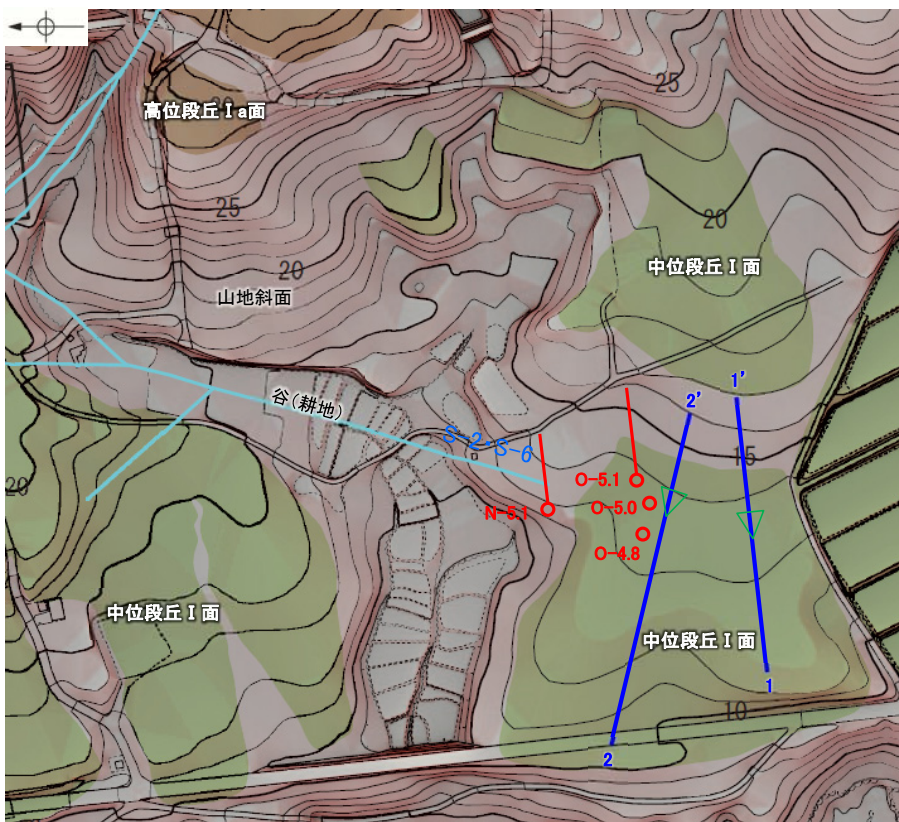 25
高位段丘Ⅰa面
25
20
20
中位段丘Ⅰ面
山地斜面
1'
2'
谷(耕地)
S-2・S-6
15
O-5.1
20
O-5.0
N-5.1
O-4.8
中位段丘Ⅰ面
中位段丘Ⅰ面
1
10
2